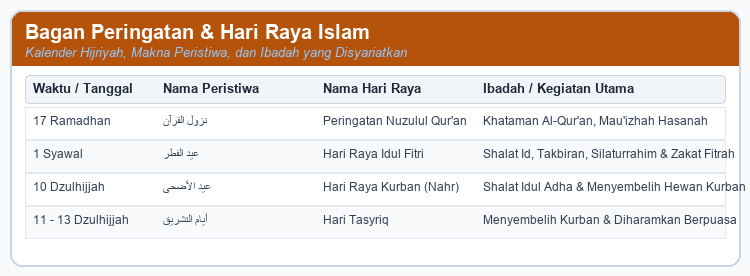 Bagan Peringatan & Hari Raya Islam
Kalender Hijriyah, Makna Peristiwa, dan Ibadah yang Disyariatkan
Waktu / Tanggal Nama Peristiwa Nama Hari Raya Ibadah / Kegiatan Utama
17 Ramadhan نزول القرآن Peringatan Nuzulul Qur'an Khataman Al-Qur'an, Mau'izhah Hasanah
1 Syawal عيد الفطر Hari Raya Idul Fitri Shalat Id, Takbiran, Silaturrahim & Zakat Fitrah
10 Dzulhijjah عيد الأضحى Hari Raya Kurban (Nahr) Shalat Idul Adha & Menyembelih Hewan Kurban
11 - 13 Dzulhijjah أيام التشريق Hari Tasyriq Menyembelih Kurban & Diharamkan Berpuasa